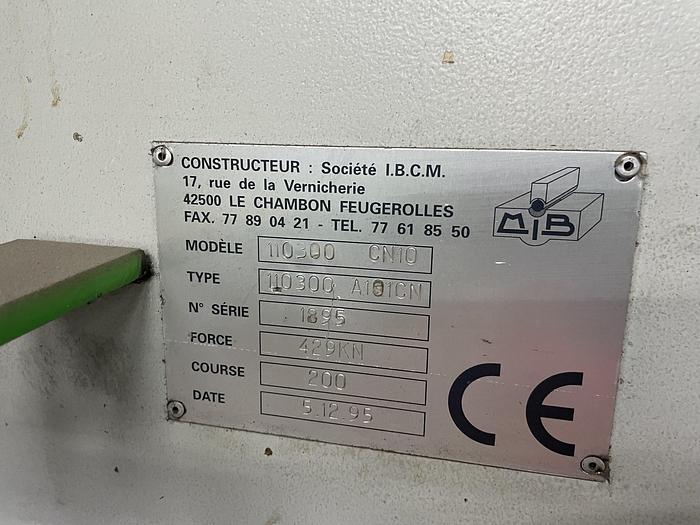 CONSTRUCTEUR : Société I.B.C.M.
17, rue de la Vernicherie
42500 LE CHAMBON FEUGEROLLES
FAX. 77 89 04 21 - TEL. 77 61 85 50
MIB
MODÈLE 110300 CN10
TYPE 110300 A101CN
N° SÉRIE 1895
FORCE 429KN
COURSE 200
DATE 5.12.95
CE